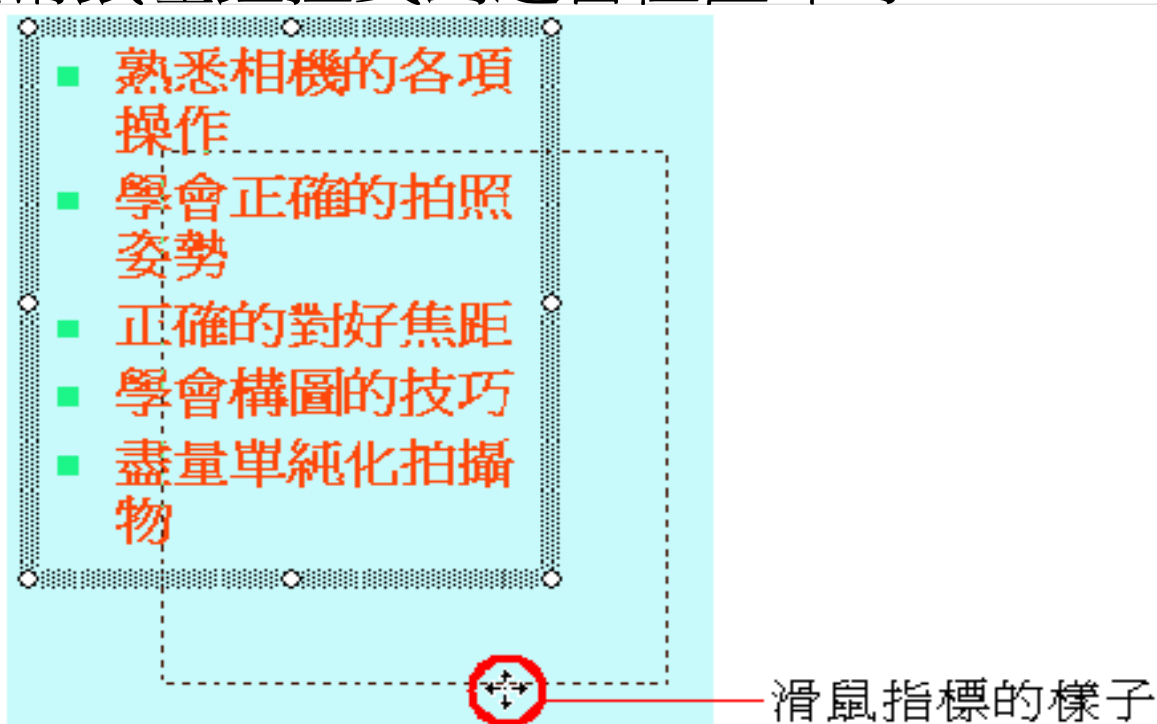 熟悉相機的各項
操作
學會正確的拍照
姿勢
正確的對好焦距
學會構圖的技巧
盡量單純化拍攝
物
滑鼠指標的樣子